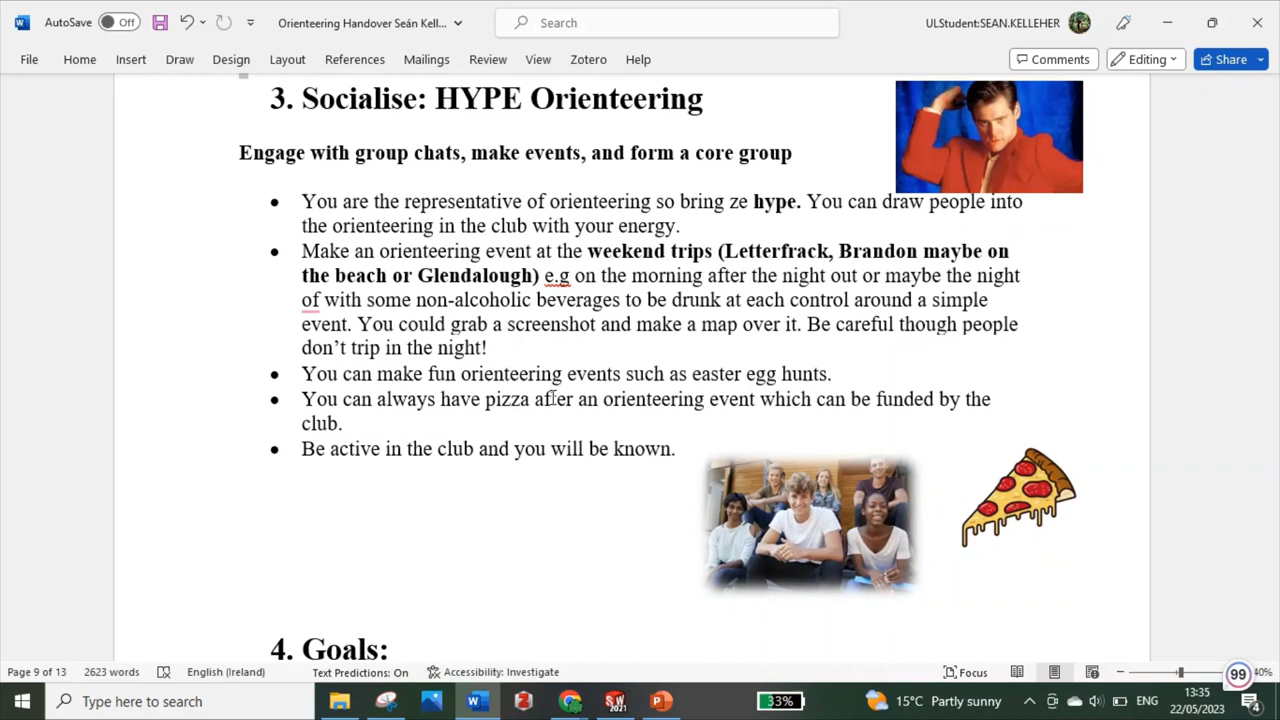 AutoSave Off Orienteering Handover Seán Kell... Search ULStudent:SEAN.KELLEHER
File Home Insert Draw Design Layout References Mailings Review View Zotero Help Comments Editing Share
3. Socialise: HYPE Orienteering
Engage with group chats, make events, and form a core group
• You are the representative of orienteering so bring ze hype. You can draw people into
the orienteering in the club with your energy.
• Make an orienteering event at the weekend trips (Letterfrack, Brandon maybe on
the beach or Glendalough) e.g on the morning after the night out or maybe the night
of with some non-alcoholic beverages to be drunk at each control around a simple
event. You could grab a screenshot and make a map over it. Be careful though people
don’t trip in the night!
• You can make fun orienteering events such as easter egg hunts.
• You can always have pizza after an orienteering event which can be funded by the
club.
• Be active in the club and you will be known.
4. Goals:
Page 9 of 13 2623 words English (Ireland) Text Predictions: On Accessibility: Investigate Focus 99 40%
Type here to search 33% 15°C Partly sunny ENG 13:35
22/05/2023 4